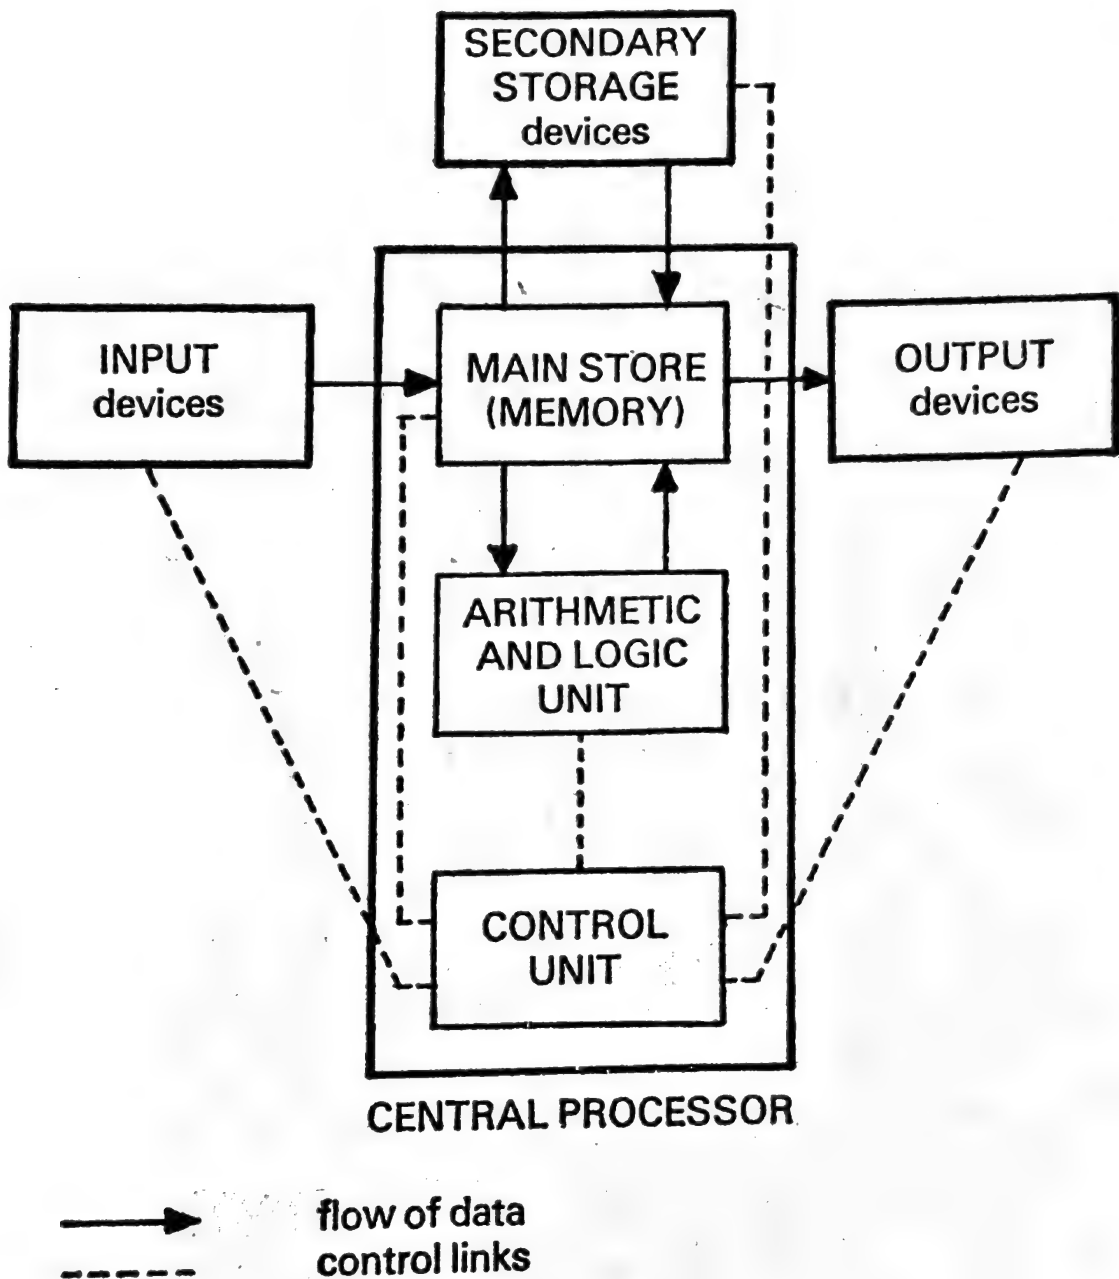 SECONDARY
STORAGE
devices
INPUT
devices
MAIN STORE
(MEMORY)
OUTPUT
devices
ARITHMETIC
AND LOGIC
UNIT
CONTROL
UNIT
CENTRAL PROCESSOR
flow of data
control links